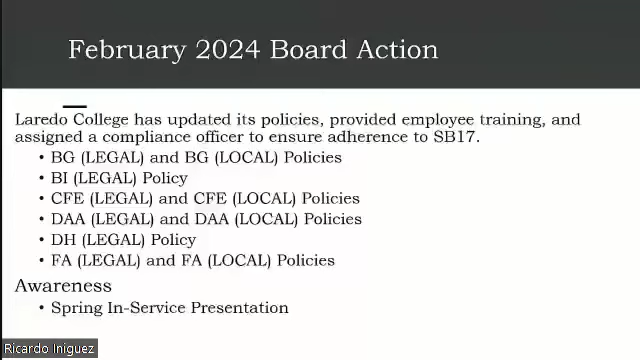 February 2024 Board Action
Laredo College has updated its policies, provided employee training, and
assigned a compliance officer to ensure adherence to SB17.
• BG (LEGAL) and BG (LOCAL) Policies
• BI (LEGAL) Policy
• CFE (LEGAL) and CFE (LOCAL) Policies
• DAA (LEGAL) and DAA (LOCAL) Policies
• DH (LEGAL) Policy
• FA (LEGAL) and FA (LOCAL) Policies
Awareness
• Spring In-Service Presentation
Ricardo Iniguez